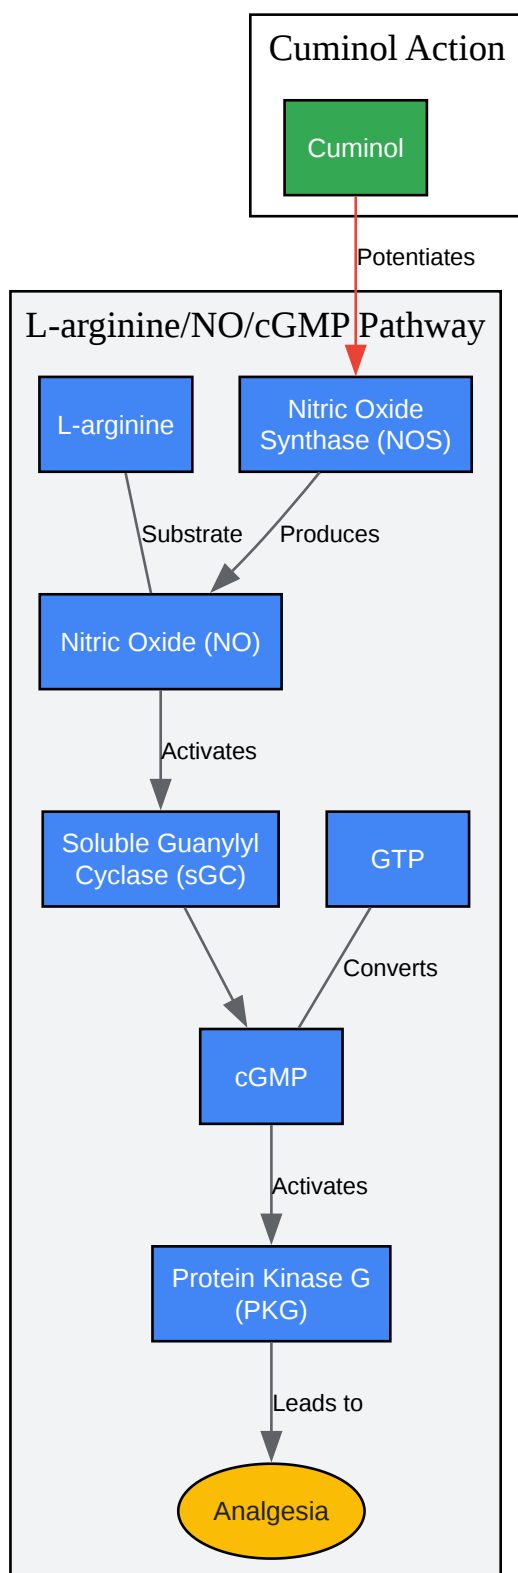 Cuminol Action
Cuminol
Potentiates
L-arginine/NO/cGMP Pathway
L-arginine
Nitric Oxide
Synthase (NOS)
Substrate
Produces
Nitric Oxide (NO)
Activates
Soluble Guanylyl
Cyclase (sGC)
GTP
Converts
cGMP
Activates
Protein Kinase G
(PKG)
Leads to
Analgesia